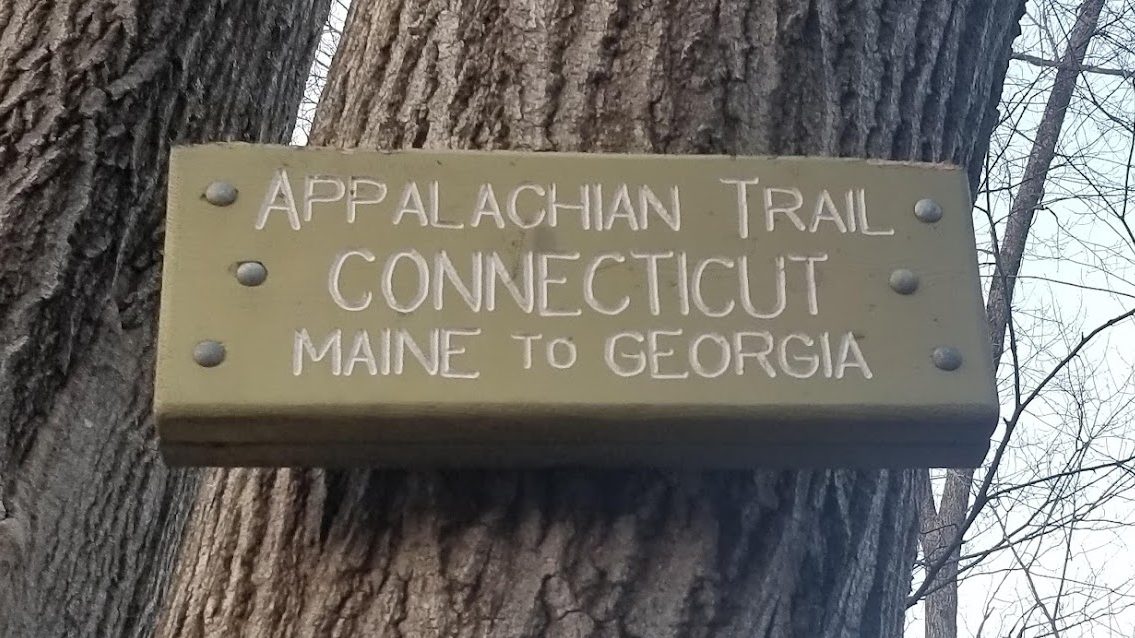 APPALACHIAN TRAIL
CONNECTICUT
MAINE TO GEORGIA